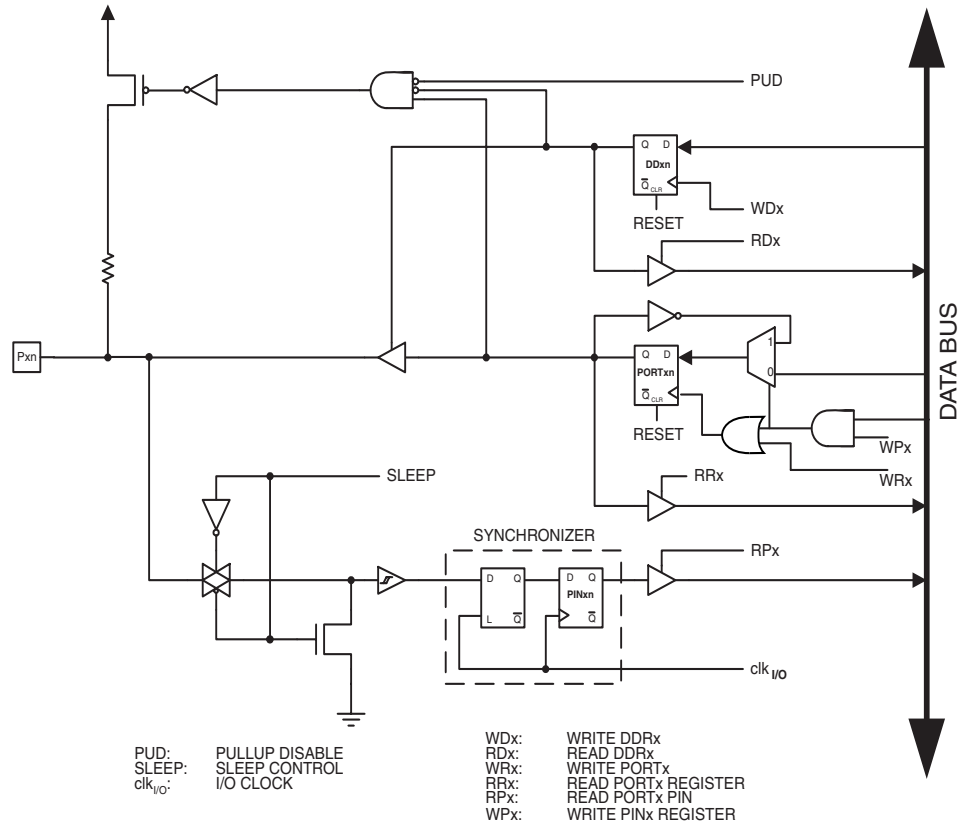 PUD
Q D
DDxn
Q CLR
WDx
RESET
RDx
1
Pxn
Q D
PORTxn
0
Q CLR
DATA BUS
RESET
WPx
WRx
SLEEP
RRx
SYNCHRONIZER
RPx
D Q
D Q
PINxn
L Q
Q
clk I/O
PUD: PULLUP DISABLE
SLEEP: SLEEP CONTROL
clkI/O: I/O CLOCK
WDx: WRITE DDRx
RDx: READ DDRx
WRx: WRITE PORTx
RRx: READ PORTx REGISTER
RPx: READ PORTx PIN
WPx: WRITE PINx REGISTER